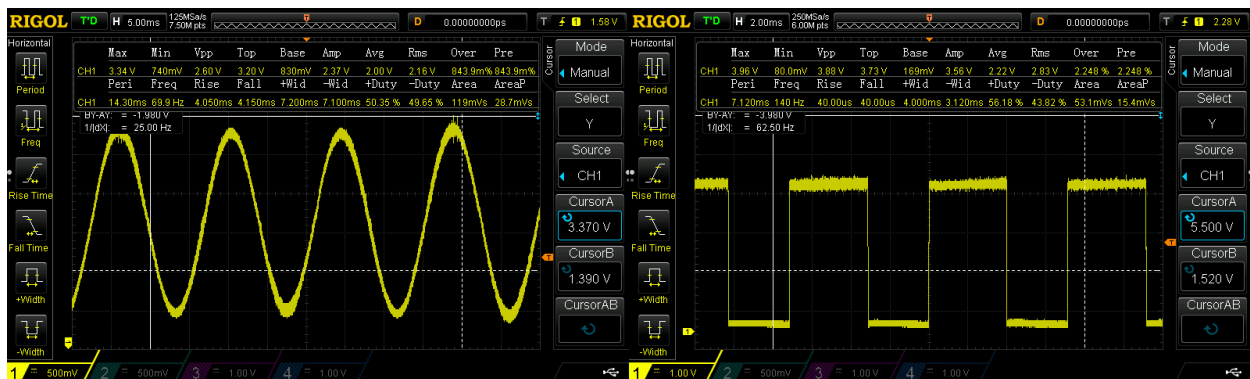 RIGOL T'D H 5.00ms 125MSa/s 7.50M pts D 0.00000000ps T 1 1.58 V
Horizontal
Period
Freq
Rise Time
Fall Time
+Width
-Width
Max Min Vpp Top Base Amp Avg Rms Over Pre
CH1 3.34 V 740mV 2.60 V 3.20 V 830mV 2.37 V 2.00 V 2.16 V 843.9m% 843.9m%
Peri Freq Rise Fall +Wid -Wid +Duty -Duty Area AreaP
CH1 14.30ms 69.9 Hz 4.050ms 4.150ms 7.200ms 7.100ms 50.35 % 49.65 % 119mVs 28.7mVs
BY-AY: = -1.980 V
1/|dX|: = 25.00 Hz
Cursor
Mode
Manual
Select
Y
Source
CH1
CursorA
3.370 V
CursorB
1.390 V
CursorAB
T
1 = 500mV 2 = 500mV 3 = 1.00 V 4 = 1.00 V
RIGOL T'D H 2.00ms 250MSa/s 6.00M pts D 0.00000000ps T 1 2.28 V
Horizontal
Period
Freq
Rise Time
Fall Time
+Width
-Width
Max Min Vpp Top Base Amp Avg Rms Over Pre
CH1 3.96 V 80.0mV 3.88 V 3.73 V 169mV 3.56 V 2.22 V 2.83 V 2.248 % 2.248 %
Peri Freq Rise Fall +Wid -Wid +Duty -Duty Area AreaP
CH1 7.120ms 140 Hz 40.00us 40.00us 4.000ms 3.120ms 56.18 % 43.82 % 53.1mVs 15.4mVs
BY-AY: = -3.980 V
1/|dX|: = 62.50 Hz
Cursor
Mode
Manual
Select
Y
Source
CH1
CursorA
5.500 V
CursorB
1.520 V
CursorAB
T
1
1 = 1.00 V 2 = 500mV 3 = 1.00 V 4 = 1.00 V